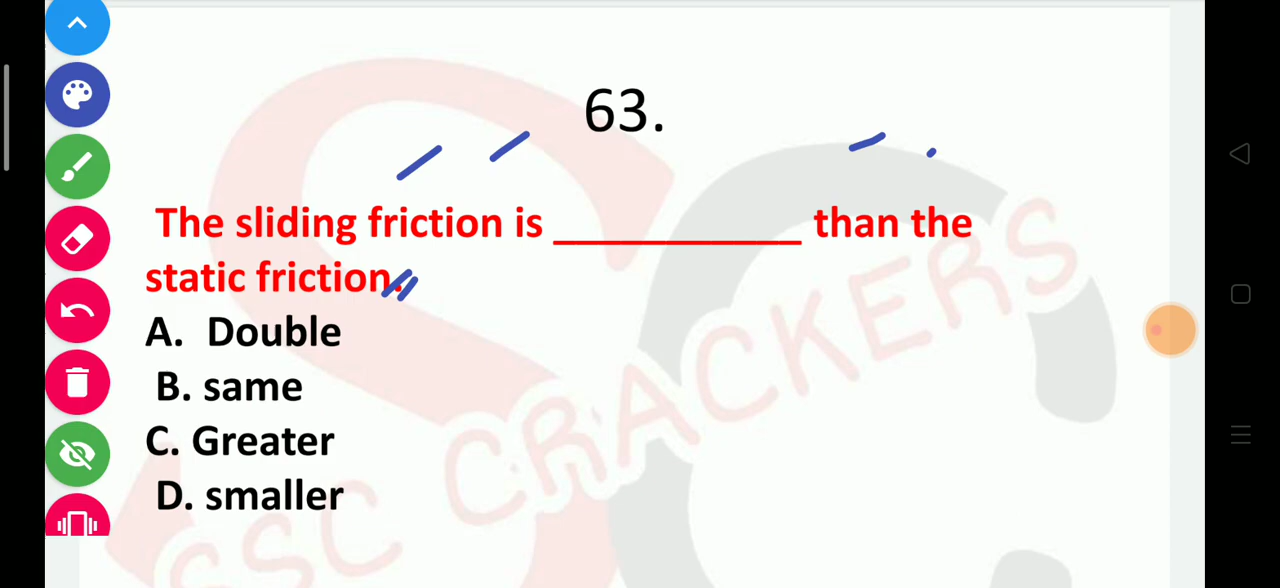 63.
The sliding friction is ____________ than the
static friction.
A. Double
B. same
C. Greater
D. smaller
SSC CRACKERS